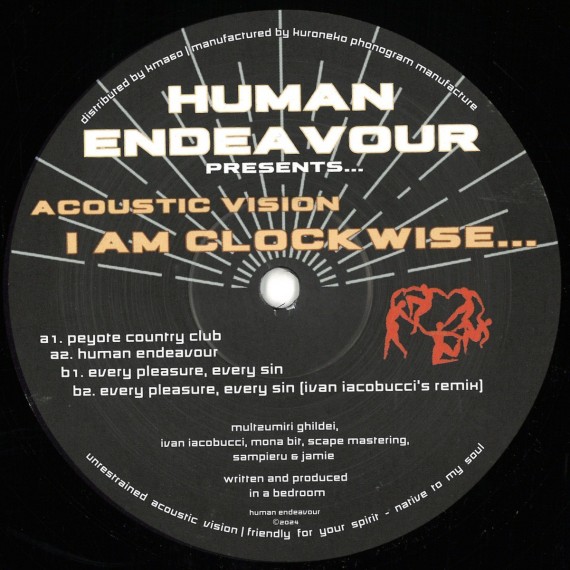 distributed by kmaso | manufactured by kuroneko phonogram manufacture
HUMAN
ENDEAVOUR
PRESENTS...
ACOUSTIC VISION
I AM CLOCKWISE...
a1. peyote country club
a2. human endeavour
b1. every pleasure, every sin
b2. every pleasure, every sin (ivan iacobucci's remix)
multzumiri ghildei,
ivan iacobucci, mona bit, scape mastering,
sampieru & jamie
written and produced
in a bedroom
human endeavour
©2024
unrestrained acoustic vision | friendly for your spirit - native to my soul